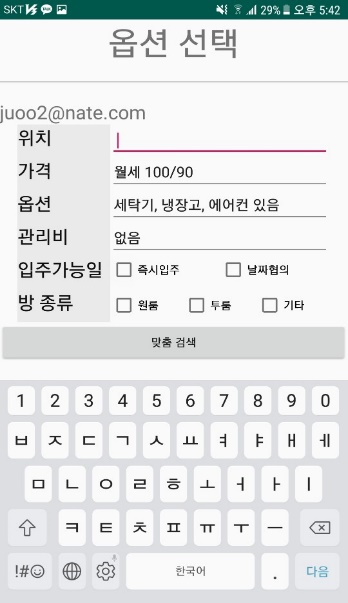 SKT 29% 오후 5:42
옵션 선택
juoo2@nate.com
위치
가격 월세 100/90
옵션 세탁기, 냉장고, 에어컨 있음
관리비 없음
입주가능일 즉시입주 날짜협의
방 종류 원룸 투룸 기타
맞춤 검색
1 2 3 4 5 6 7 8 9 0
ㅂ ㅈ ㄷ ㄱ ㅅ ㅛ ㅕ ㅑ ㅐ ㅔ
ㅁ ㄴ ㅇ ㄹ ㅎ ㅗ ㅓ ㅏ ㅣ
ㅋ ㅌ ㅊ ㅍ ㅠ ㅜ ㅡ
!#☺ 한국어 . 다음